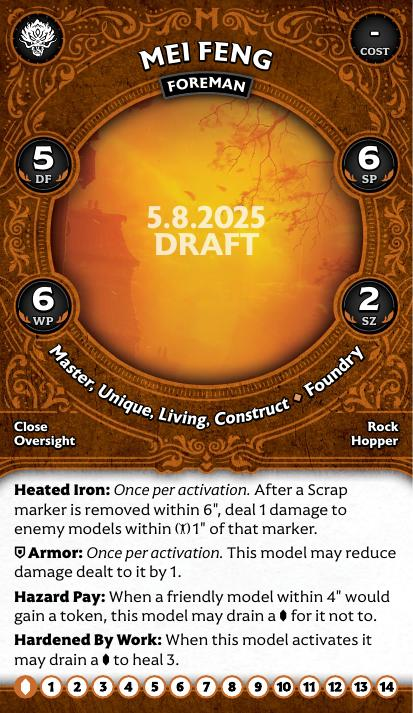 MEI FENG
FOREMAN
-
COST
5
DF
6
SP
5.8.2025
DRAFT
6
WP
2
SZ
Master, Unique, Living, Construct • Foundry
Close
Oversight
Rock
Hopper
Heated Iron: Once per activation. After a Scrap
marker is removed within 6", deal 1 damage to
enemy models within 1" of that marker.
Armor: Once per activation. This model may reduce
damage dealt to it by 1.
Hazard Pay: When a friendly model within 4" would
gain a token, this model may drain a for it not to.
Hardened By Work: When this model activates it
may drain a to heal 3.
1 2 3 4 5 6 7 8 9 10 11 12 13 14